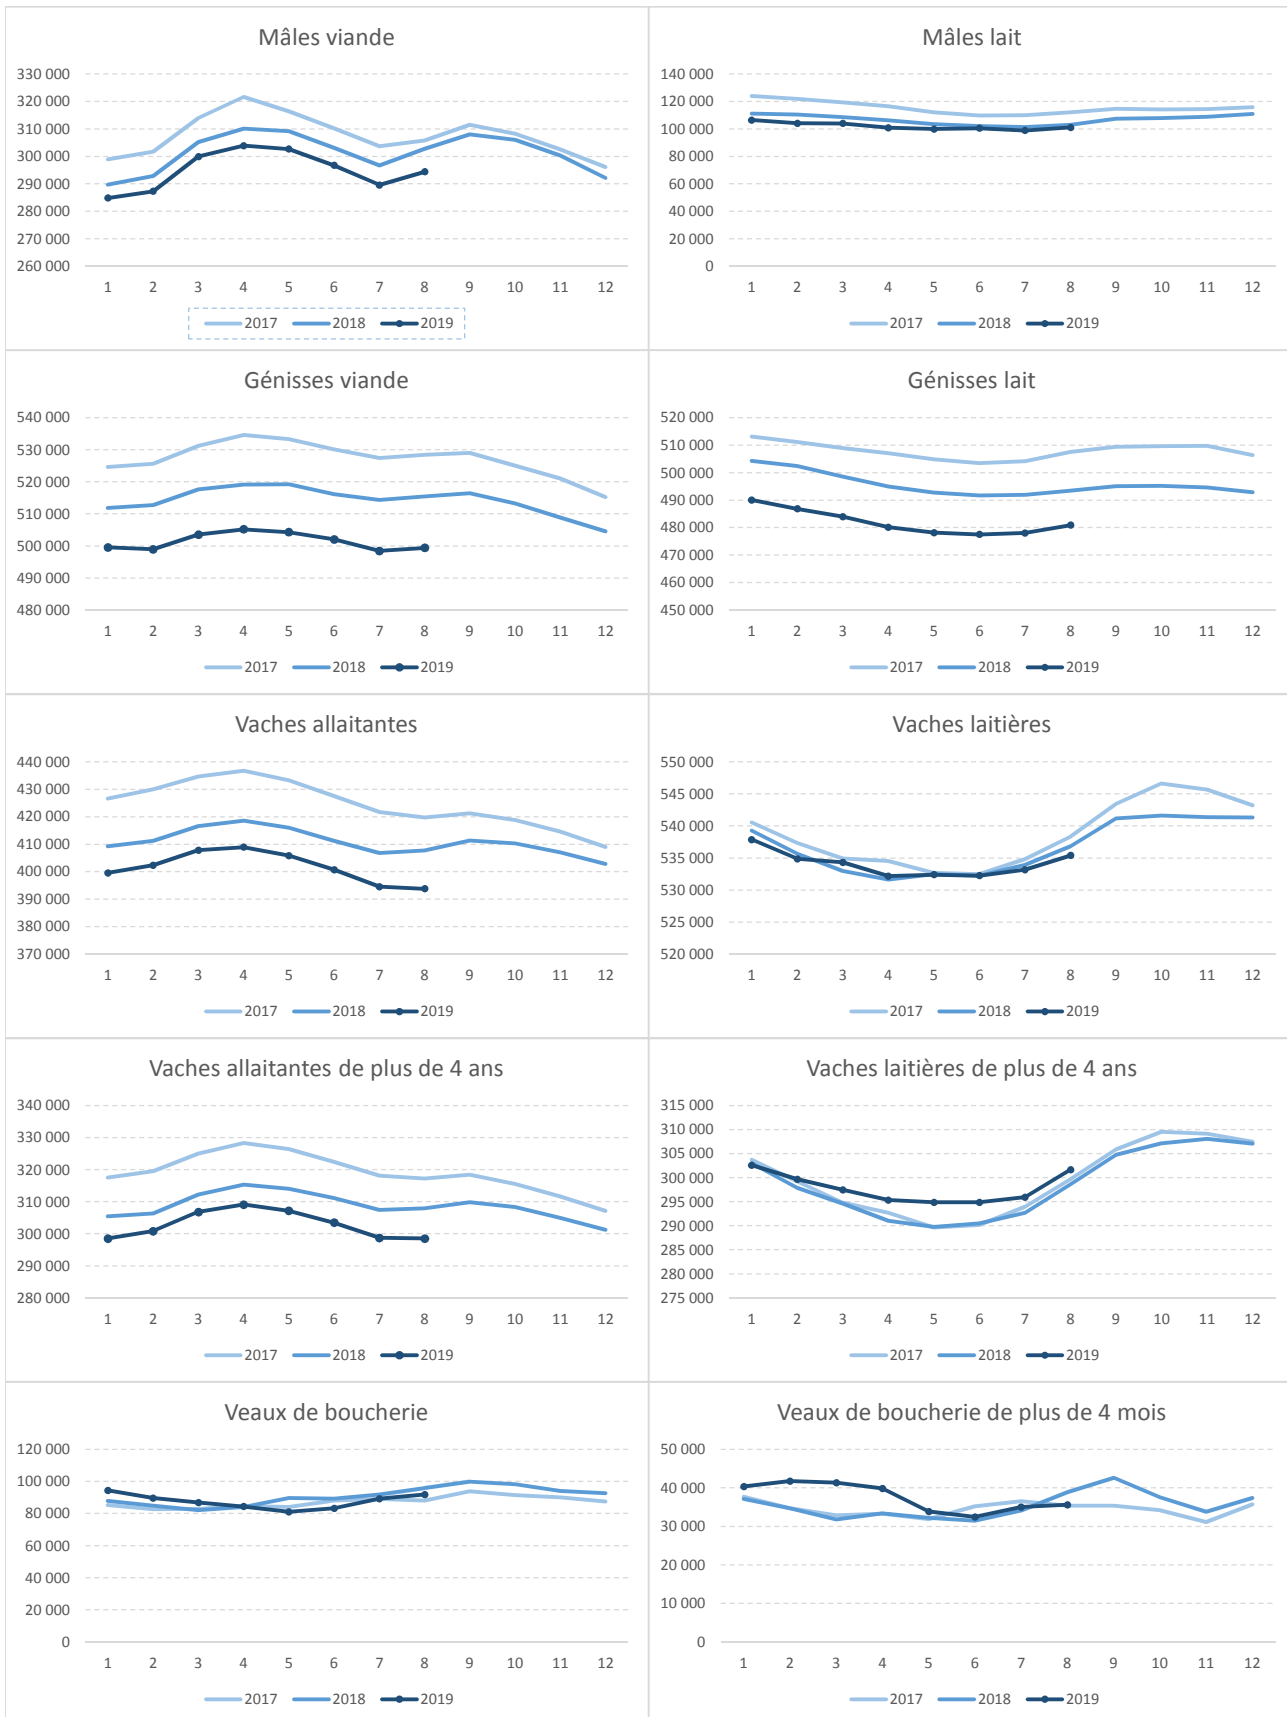 Mâles viande
330 000
320 000
310 000
300 000
290 000
280 000
270 000
260 000
1 2 3 4 5 6 7 8 9 10 11 12
2017 2018 2019
Mâles lait
140 000
120 000
100 000
80 000
60 000
40 000
20 000
0
1 2 3 4 5 6 7 8 9 10 11 12
2017 2018 2019
Génisses viande
540 000
530 000
520 000
510 000
500 000
490 000
480 000
1 2 3 4 5 6 7 8 9 10 11 12
2017 2018 2019
Génisses lait
520 000
510 000
500 000
490 000
480 000
470 000
460 000
450 000
1 2 3 4 5 6 7 8 9 10 11 12
2017 2018 2019
Vaches allaitantes
440 000
430 000
420 000
410 000
400 000
390 000
380 000
370 000
1 2 3 4 5 6 7 8 9 10 11 12
2017 2018 2019
Vaches laitières
550 000
545 000
540 000
535 000
530 000
525 000
520 000
1 2 3 4 5 6 7 8 9 10 11 12
2017 2018 2019
Vaches allaitantes de plus de 4 ans
340 000
330 000
320 000
310 000
300 000
290 000
280 000
1 2 3 4 5 6 7 8 9 10 11 12
2017 2018 2019
Vaches laitières de plus de 4 ans
315 000
310 000
305 000
300 000
295 000
290 000
285 000
280 000
275 000
1 2 3 4 5 6 7 8 9 10 11 12
2017 2018 2019
Veaux de boucherie
120 000
100 000
80 000
60 000
40 000
20 000
0
1 2 3 4 5 6 7 8 9 10 11 12
2017 2018 2019
Veaux de boucherie de plus de 4 mois
50 000
40 000
30 000
20 000
10 000
0
1 2 3 4 5 6 7 8 9 10 11 12
2017 2018 2019